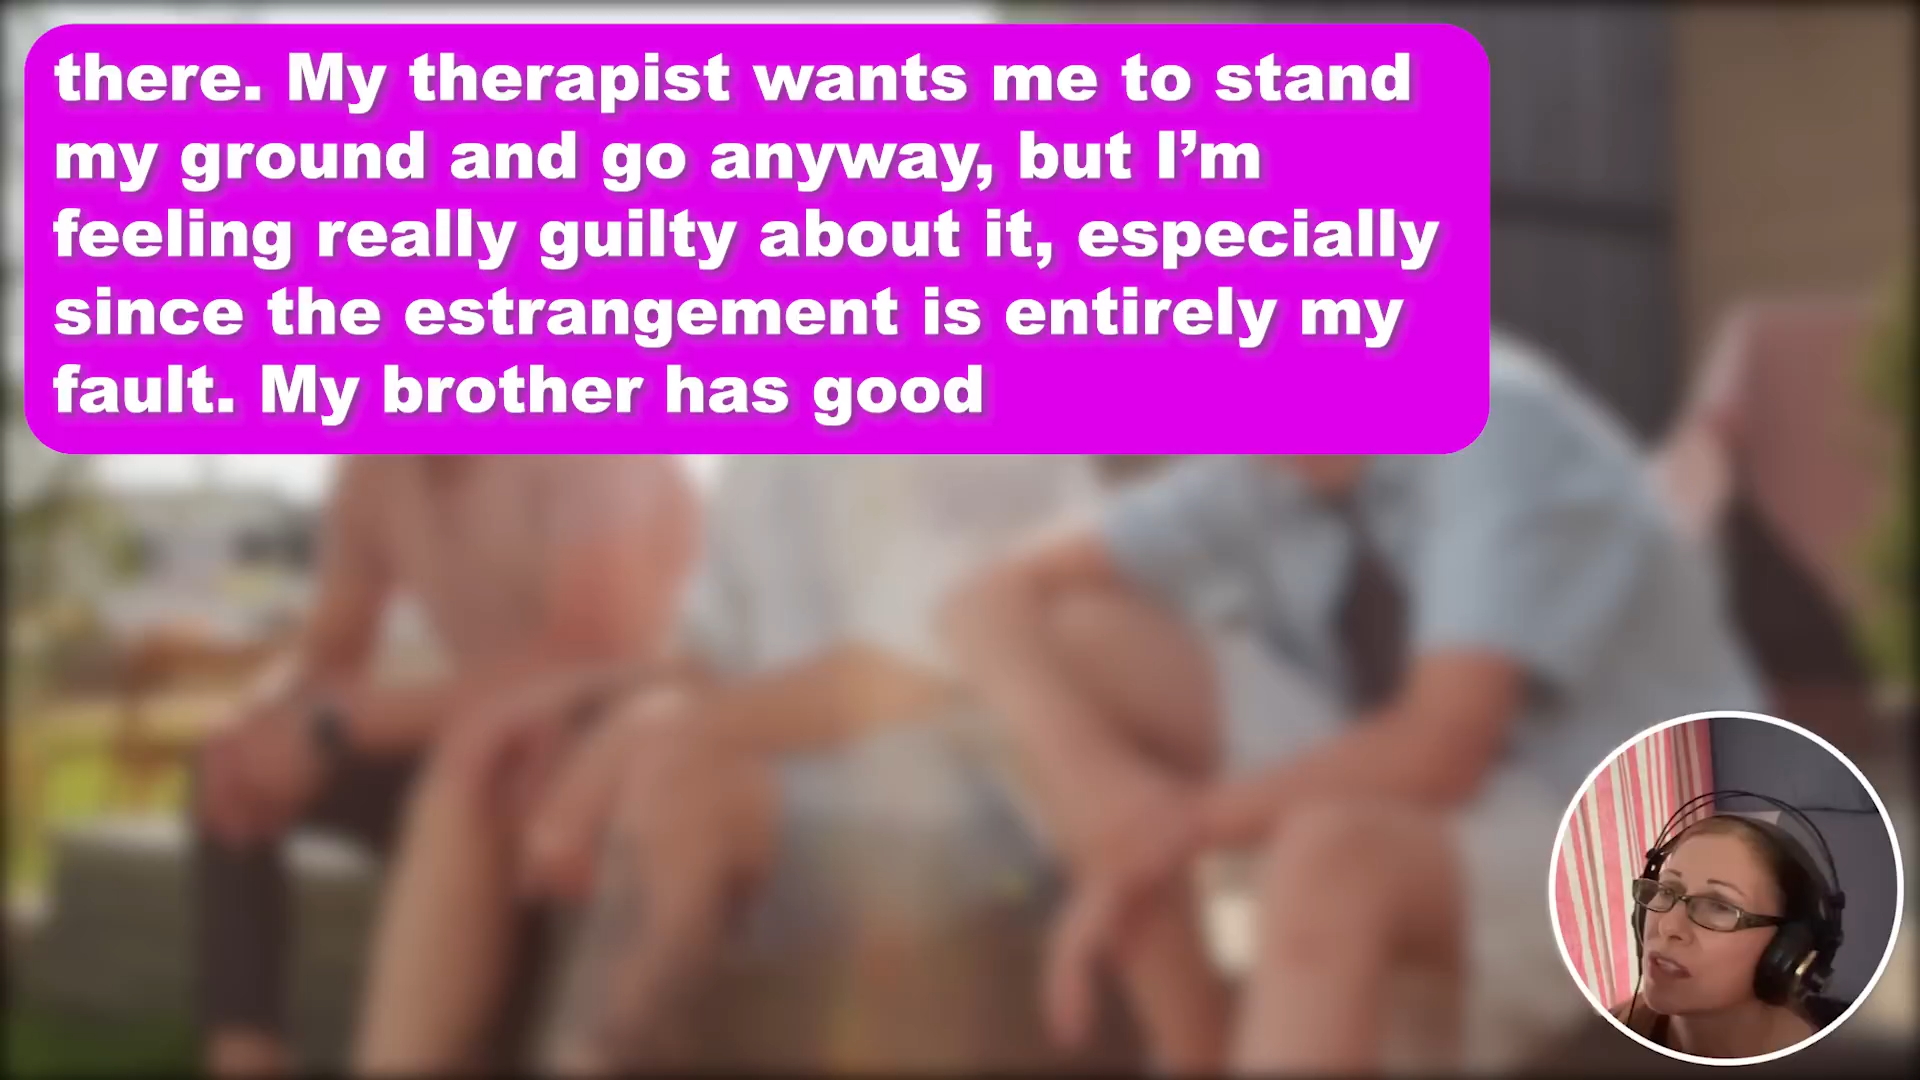 there. My therapist wants me to stand
my ground and go anyway, but I’m
feeling really guilty about it, especially
since the estrangement is entirely my
fault. My brother has good